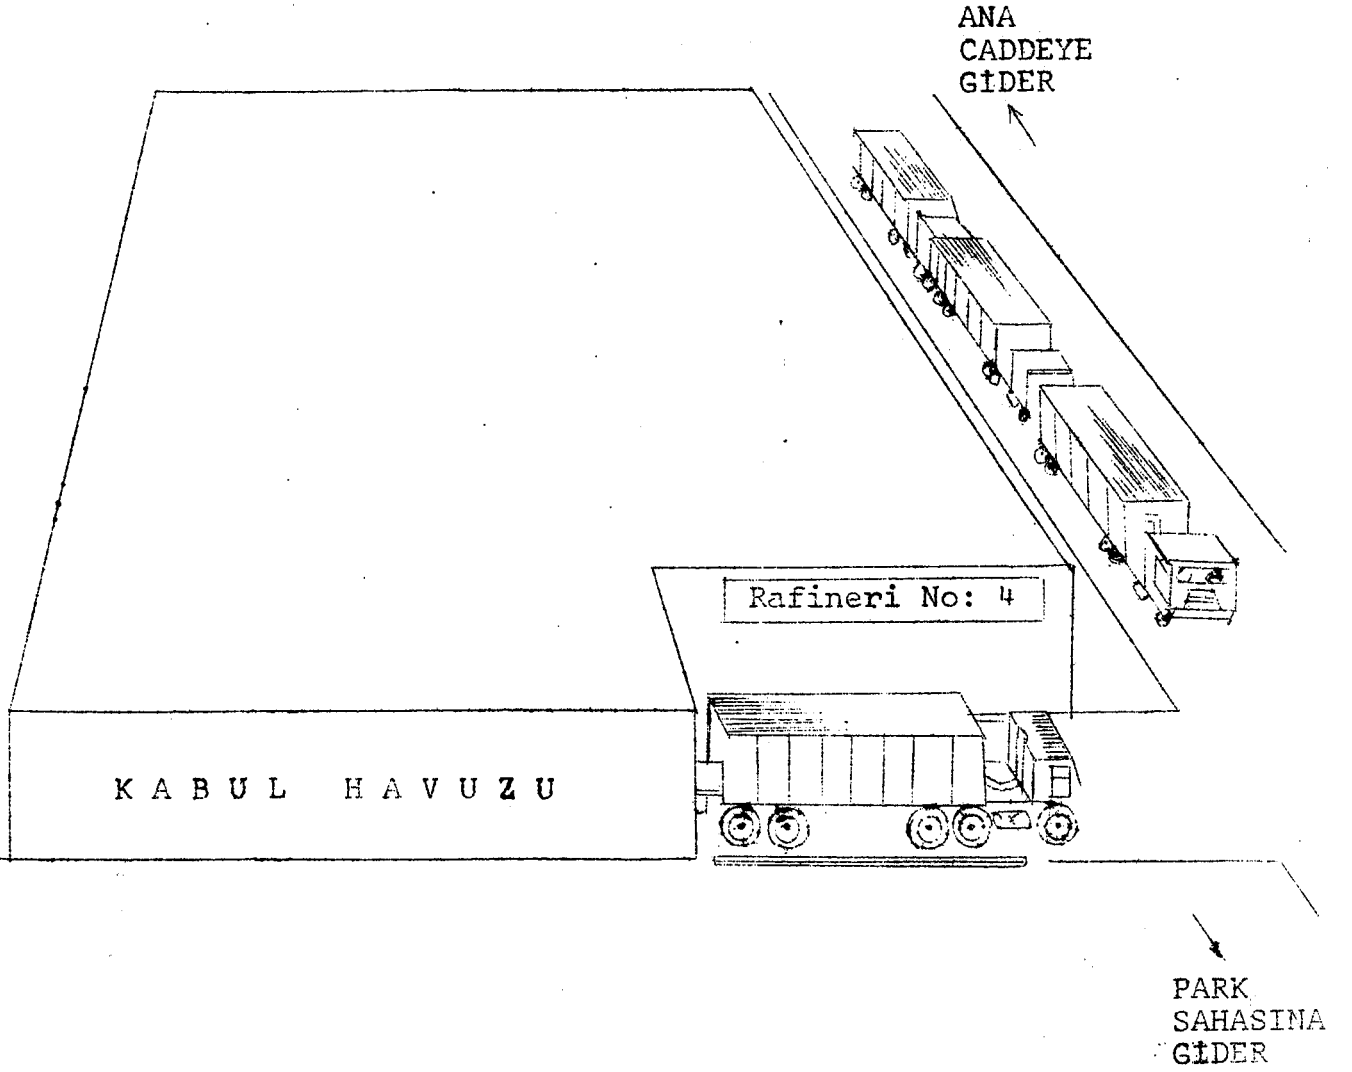 ANA
CADDEYE
GİDER
Rafineri No: 4
KABUL HAVUZU
PARK
SAHASINA
GİDER